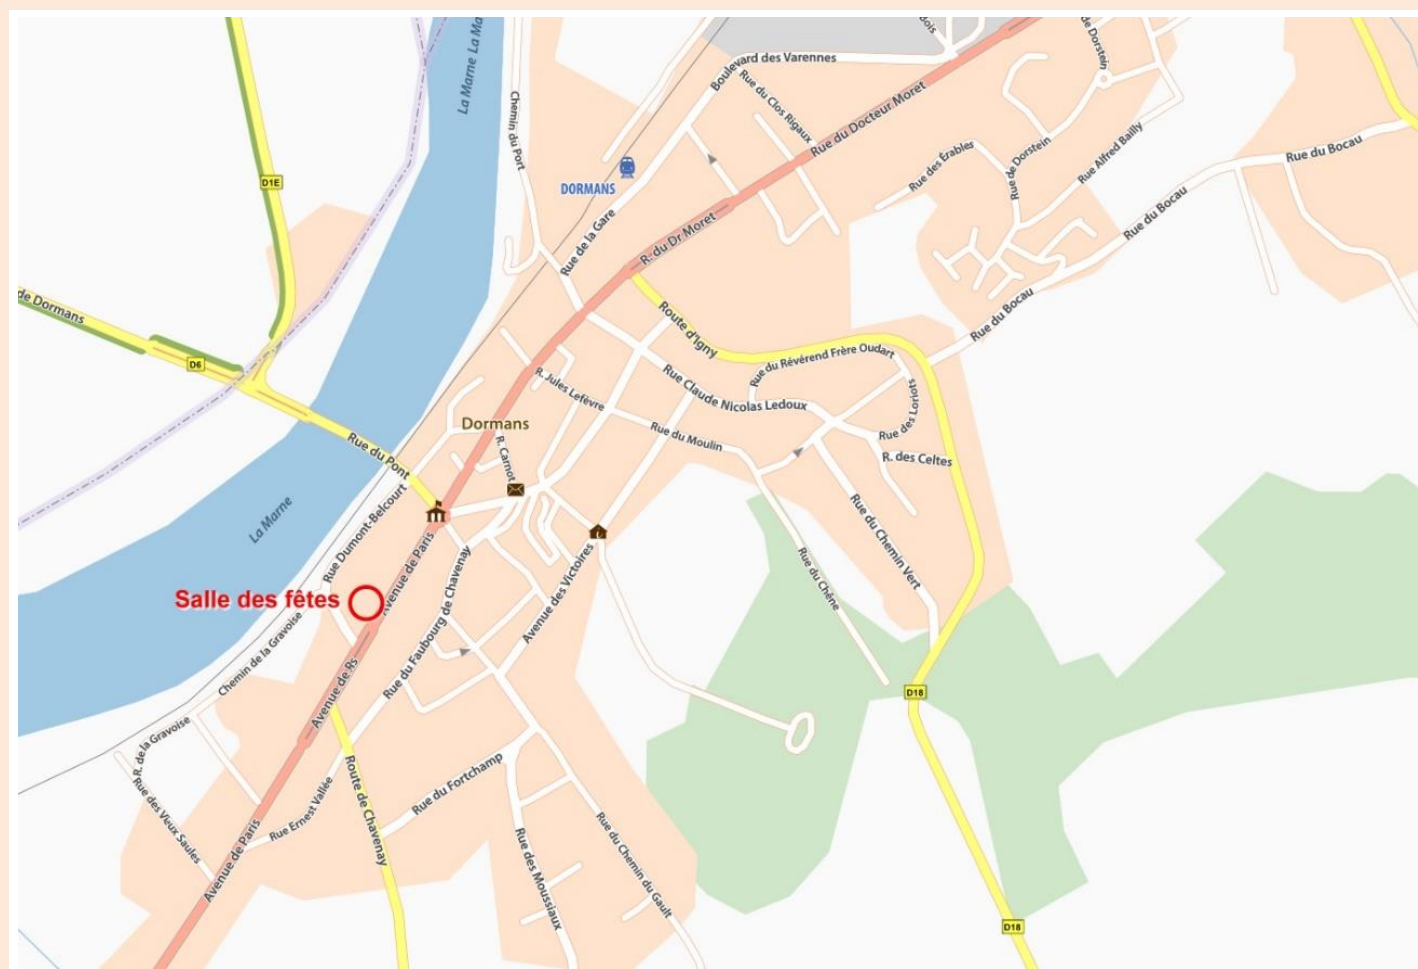 La Marne La Ma
Bois
de Dorstein
Boulevard des Varennes
Chemin du Port
Rue du Clos Rigaux
Rue du Docteur Moret
Rue du Bocau
Rue des Érables
Rue de Dorstein
Rue Alfred Bailly
D1E
DORMANS
Rue du Bocau
Rue de la Gare
R. du Dr Moret
de Dormans
Rue du Bocau
Route d'Igny
D6
Rue du Révérend Frère Oudart
R. Jules Lefèvre
Rue Claude Nicolas Ledoux
Rue des Loriots
Dormans
Rue du Pont
R. Carnot
Rue du Moulin
R. des Celtes
La Marne
Rue Dumont-Belcourt
Rue du Chemin Vert
Avenue de Paris
Rue du Faubourg de Chavenay
Avenue des Victoires
Rue du Chêne
Salle des fêtes
Chemin de la Gravoise
Avenue de Rs
D18
R. de la Gravoise
Rue des Vieux Saules
Route de Chavenay
Rue du Fortchamp
Rue Ernest Vallée
Avenue de Paris
Rue des Moussiaux
Rue du Chemin du Gault
D18